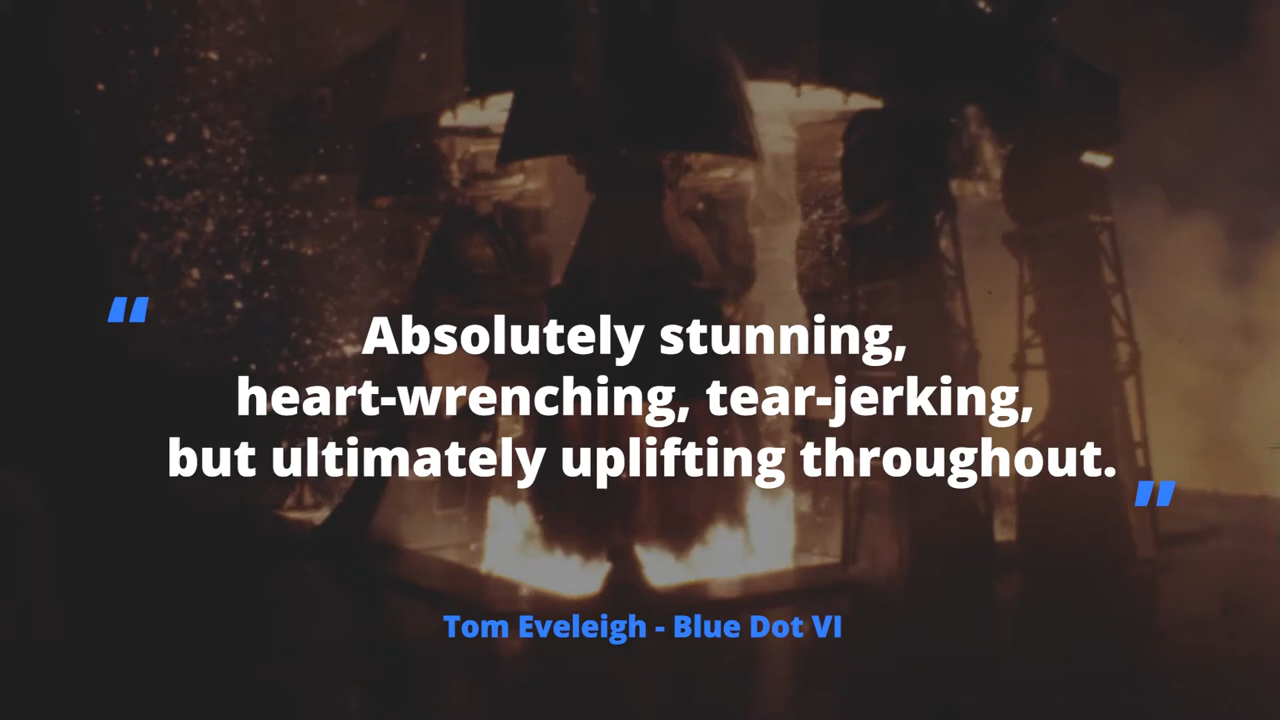 “
Absolutely stunning,
heart-wrenching, tear-jerking,
but ultimately uplifting throughout.
”
Tom Eveleigh - Blue Dot VI